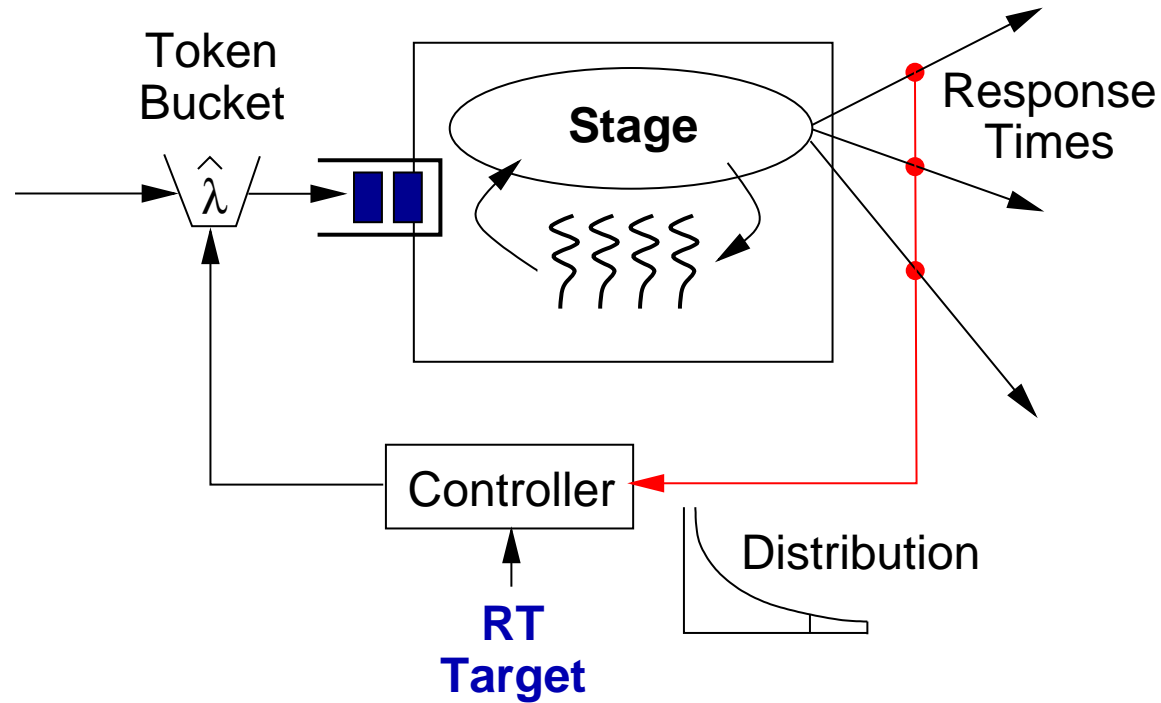 Token
Bucket
λ̂
Stage
Response
Times
Controller
Distribution
RT
Target